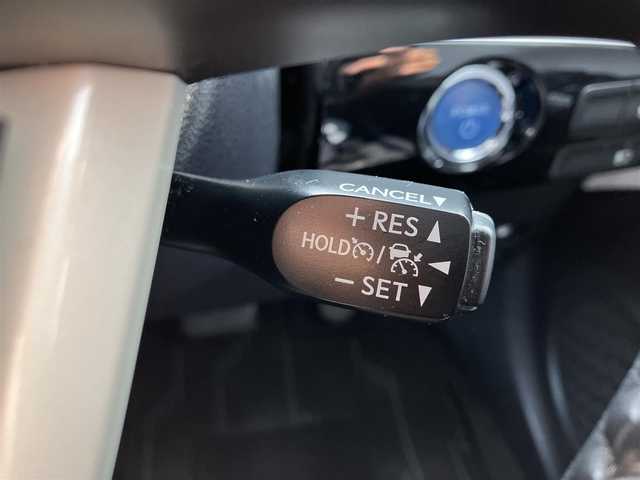 CANCEL▼
+ RES ▲
HOLD / ◀
− SET ▼